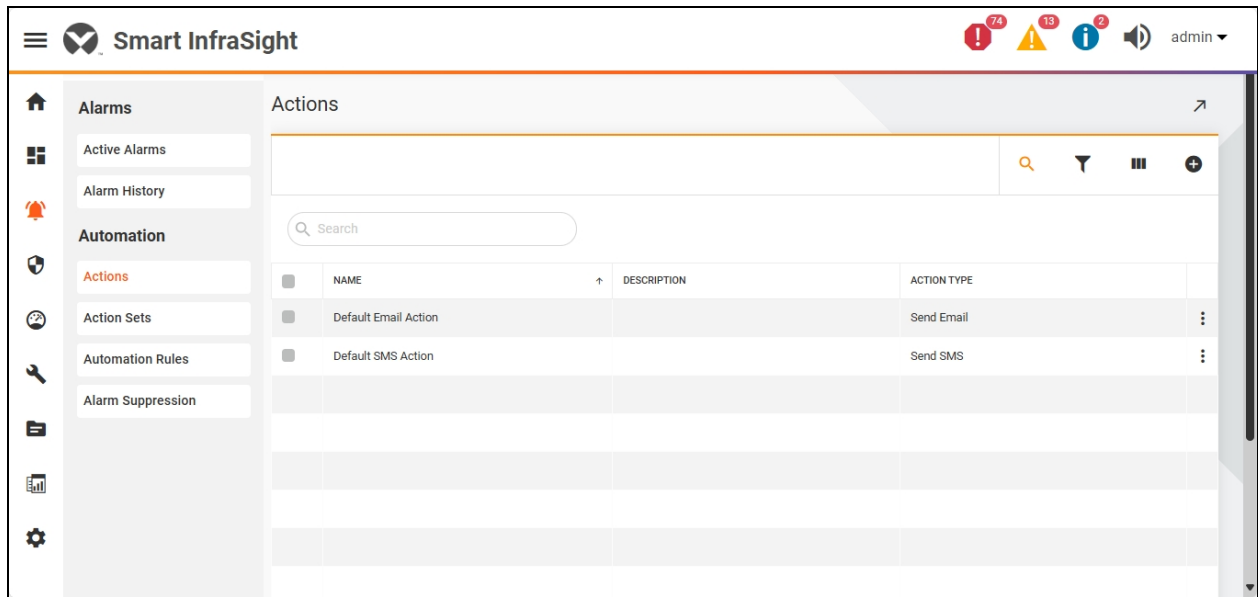 Smart InfraSight
74
13
2
admin
Alarms
Active Alarms
Alarm History
Automation
Actions
Action Sets
Automation Rules
Alarm Suppression
Actions
Search
NAME DESCRIPTION ACTION TYPE
Default Email Action Send Email
Default SMS Action Send SMS